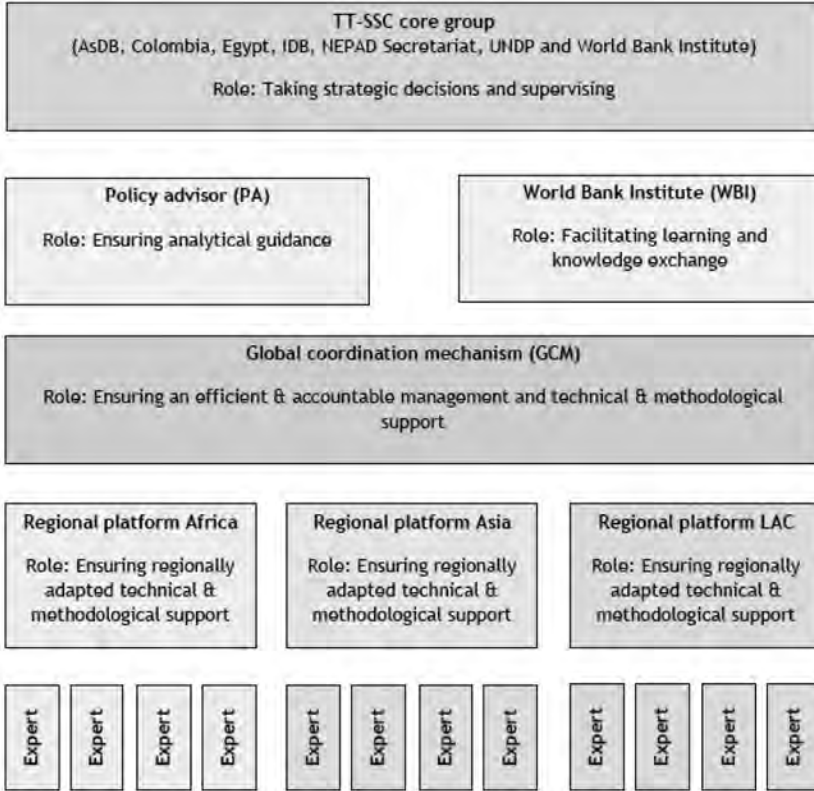 TT-SSC core group
(AsDB, Colombia, Egypt, IDB, NEPAD Secretariat, UNDP and World Bank Institute)
Role: Taking strategic decisions and supervising
Policy advisor (PA)
Role: Ensuring analytical guidance
World Bank Institute (WBI)
Role: Facilitating learning and
knowledge exchange
Global coordination mechanism (GCM)
Role: Ensuring an efficient & accountable management and technical & methodological
support
Regional platform Africa
Role: Ensuring regionally
adapted technical &
methodological support
Regional platform Asia
Role: Ensuring regionally
adapted technical &
methodological support
Regional platform LAC
Role: Ensuring regionally
adapted technical &
methodological support
Expert
Expert
Expert
Expert
Expert
Expert
Expert
Expert
Expert
Expert
Expert
Expert